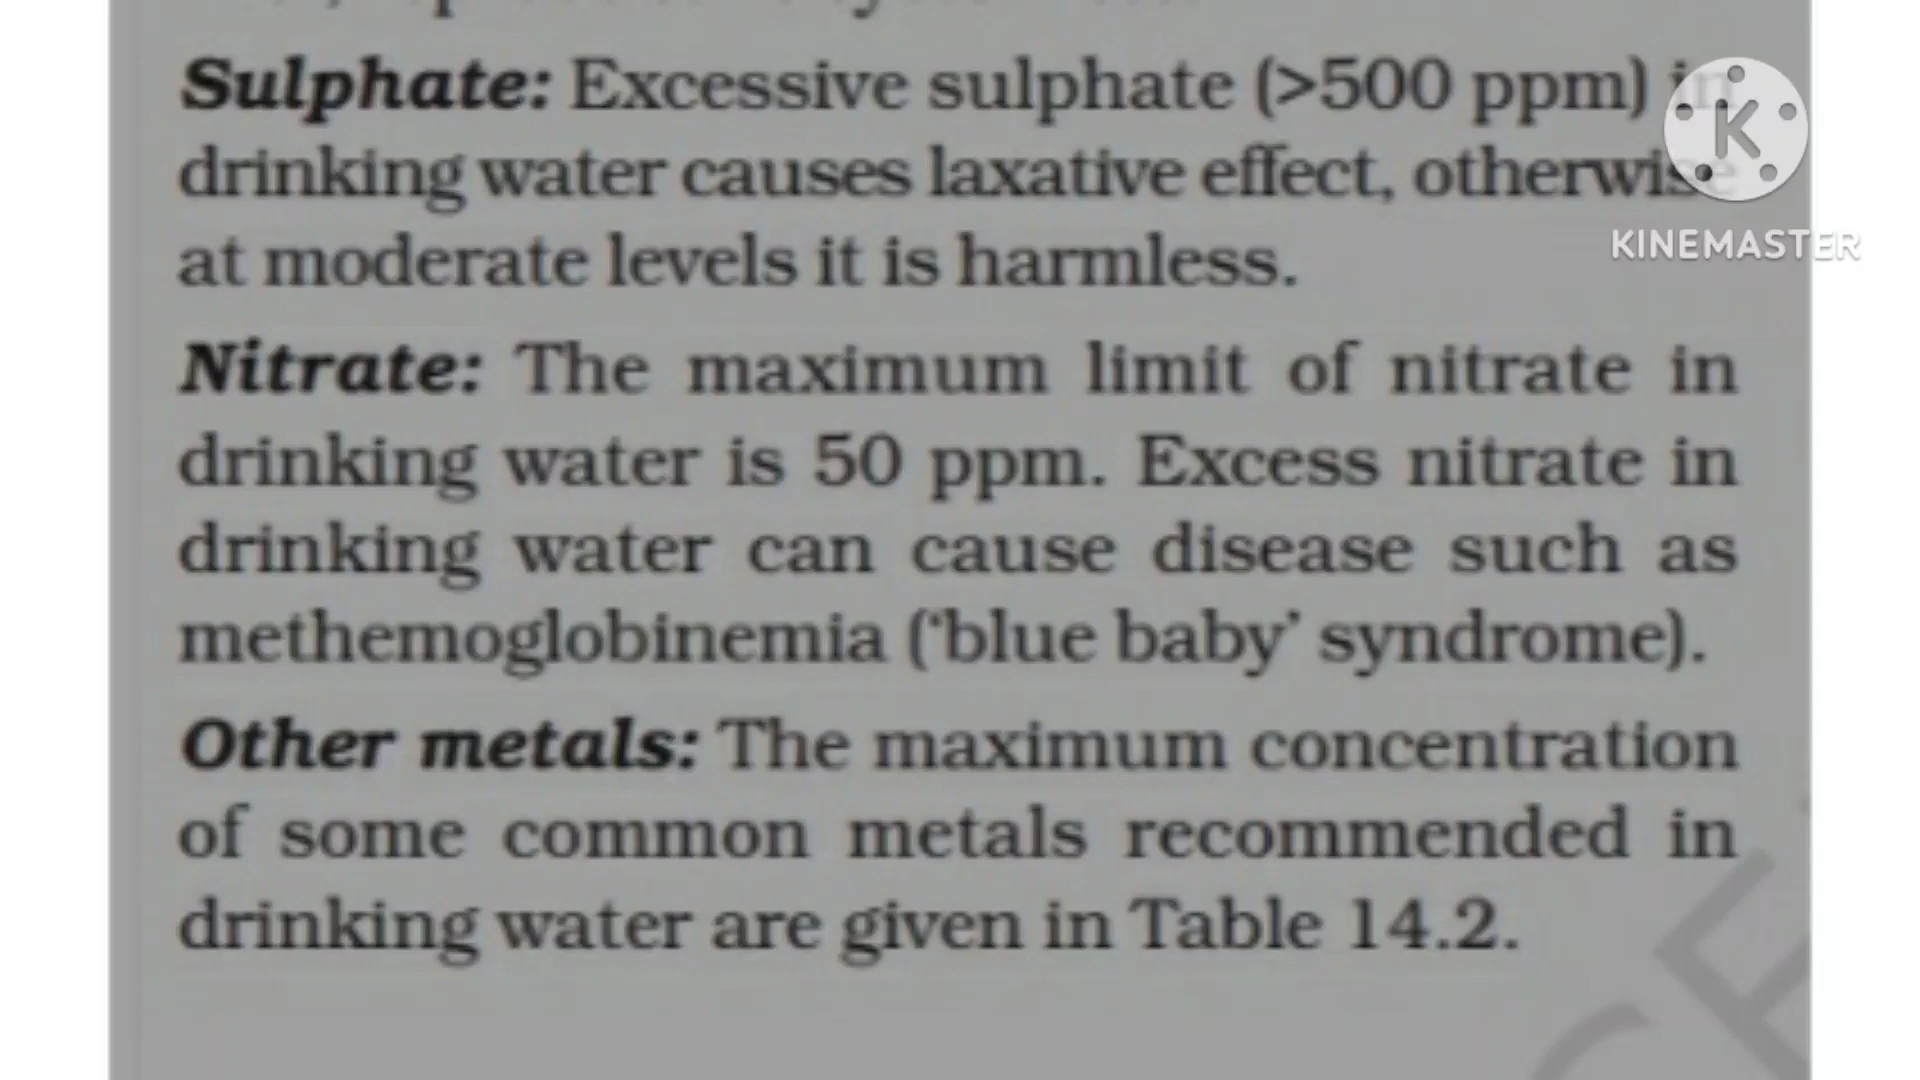 Sulphate: Excessive sulphate (>500 ppm) in
drinking water causes laxative effect, otherwise
at moderate levels it is harmless.
Nitrate: The maximum limit of nitrate in
drinking water is 50 ppm. Excess nitrate in
drinking water can cause disease such as
methemoglobinemia (‘blue baby’ syndrome).
Other metals: The maximum concentration
of some common metals recommended in
drinking water are given in Table 14.2.
K
KINEMASTER